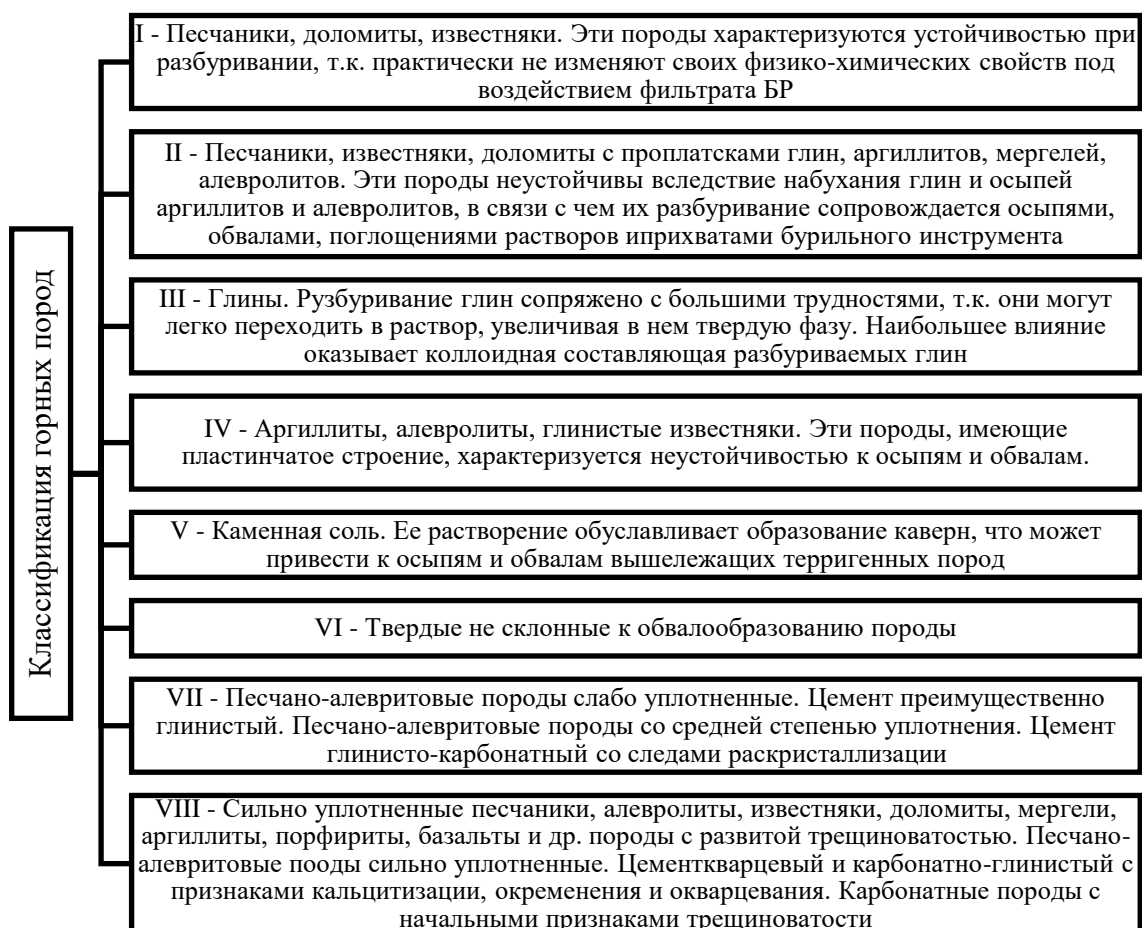 Классификация горных пород
I - Песчаники, доломиты, известняки. Эти породы характеризуются устойчивостью при
разбуривании, т.к. практически не изменяют своих физико-химических свойств под
воздействием фильтрата БР
II - Песчаники, известняки, доломиты с проплатсками глин, аргиллитов, мергелей,
алевролитов. Эти породы неустойчивы вследствие набухания глин и осыпей
аргиллитов и алевролитов, в связи с чем их разбуривание сопровождается осыпями,
обвалами, поглощениями растворов иприхватами бурильного инструмента
III - Глины. Рузбуривание глин сопряжено с большими трудностями, т.к. они могут
легко переходить в раствор, увеличивая в нем твердую фазу. Наибольшее влияние
оказывает коллоидная составляющая разбуриваемых глин
IV - Аргиллиты, алевролиты, глинистые известняки. Эти породы, имеющие
пластинчатое строение, характеризуется неустойчивостью к осыпям и обвалам.
V - Каменная соль. Ее растворение обуславливает образование каверн, что может
привести к осыпям и обвалам вышележащих терригенных пород
VI - Твердые не склонные к обвалообразованию породы
VII - Песчано-алевритовые породы слабо уплотненные. Цемент преимущественно
глинистый. Песчано-алевритовые породы со средней степенью уплотнения. Цемент
глинисто-карбонатный со следами раскристаллизации
VIII - Сильно уплотненные песчаники, алевролиты, известняки, доломиты, мергели,
аргиллиты, порфириты, базальты и др. породы с развитой трещиноватостью. Песчано-
алевритовые пооды сильно уплотненные. Цементкварцевый и карбонатно-глинистый с
признаками кальцитизации, окременения и окварцевания. Карбонатные породы с
начальными признаками трещиноватости